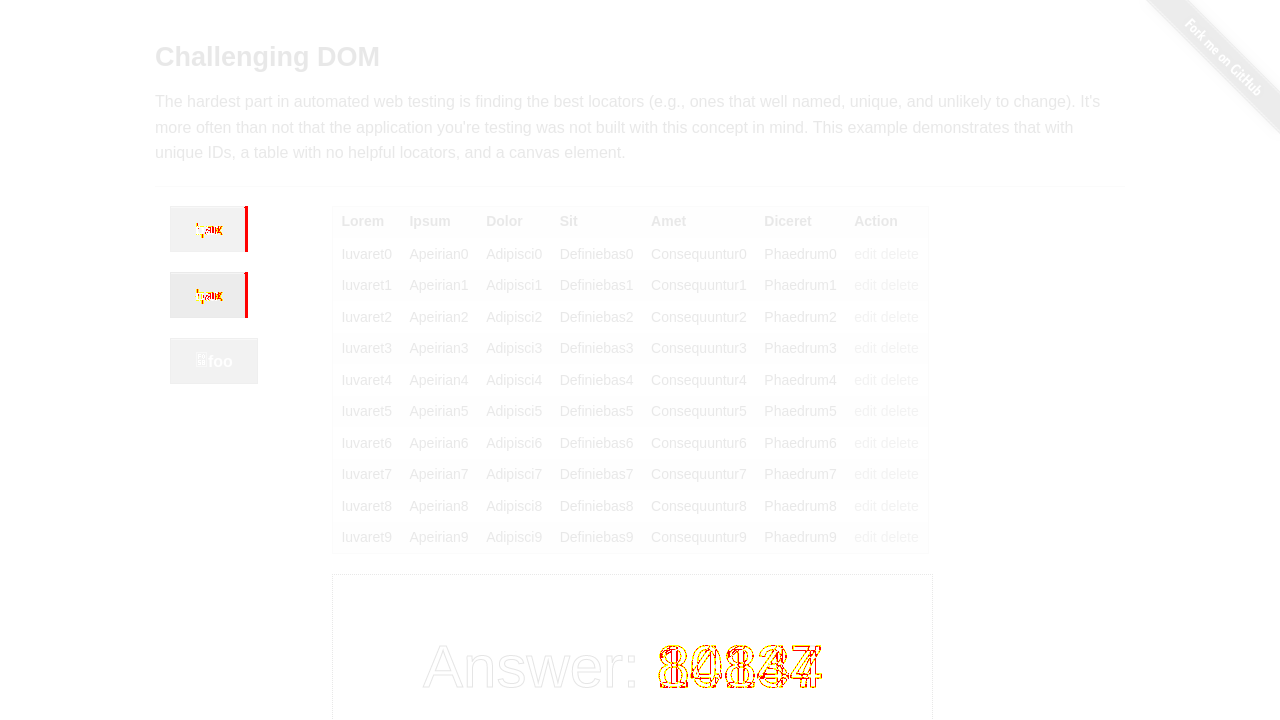 Fork me on GitHub
Challenging DOM
The hardest part in automated web testing is finding the best locators (e.g., ones that well named, unique, and unlikely to change). It's
more often than not that the application you're testing was not built with this concept in mind. This example demonstrates that with
unique IDs, a table with no helpful locators, and a canvas element.
foo
Lorem Ipsum Dolor Sit Amet Diceret Action
Iuvaret0 Apeirian0 Adipisci0 Definiebas0 Consequuntur0 Phaedrum0 edit delete
Iuvaret1 Apeirian1 Adipisci1 Definiebas1 Consequuntur1 Phaedrum1 edit delete
Iuvaret2 Apeirian2 Adipisci2 Definiebas2 Consequuntur2 Phaedrum2 edit delete
Iuvaret3 Apeirian3 Adipisci3 Definiebas3 Consequuntur3 Phaedrum3 edit delete
Iuvaret4 Apeirian4 Adipisci4 Definiebas4 Consequuntur4 Phaedrum4 edit delete
Iuvaret5 Apeirian5 Adipisci5 Definiebas5 Consequuntur5 Phaedrum5 edit delete
Iuvaret6 Apeirian6 Adipisci6 Definiebas6 Consequuntur6 Phaedrum6 edit delete
Iuvaret7 Apeirian7 Adipisci7 Definiebas7 Consequuntur7 Phaedrum7 edit delete
Iuvaret8 Apeirian8 Adipisci8 Definiebas8 Consequuntur8 Phaedrum8 edit delete
Iuvaret9 Apeirian9 Adipisci9 Definiebas9 Consequuntur9 Phaedrum9 edit delete
Answer: